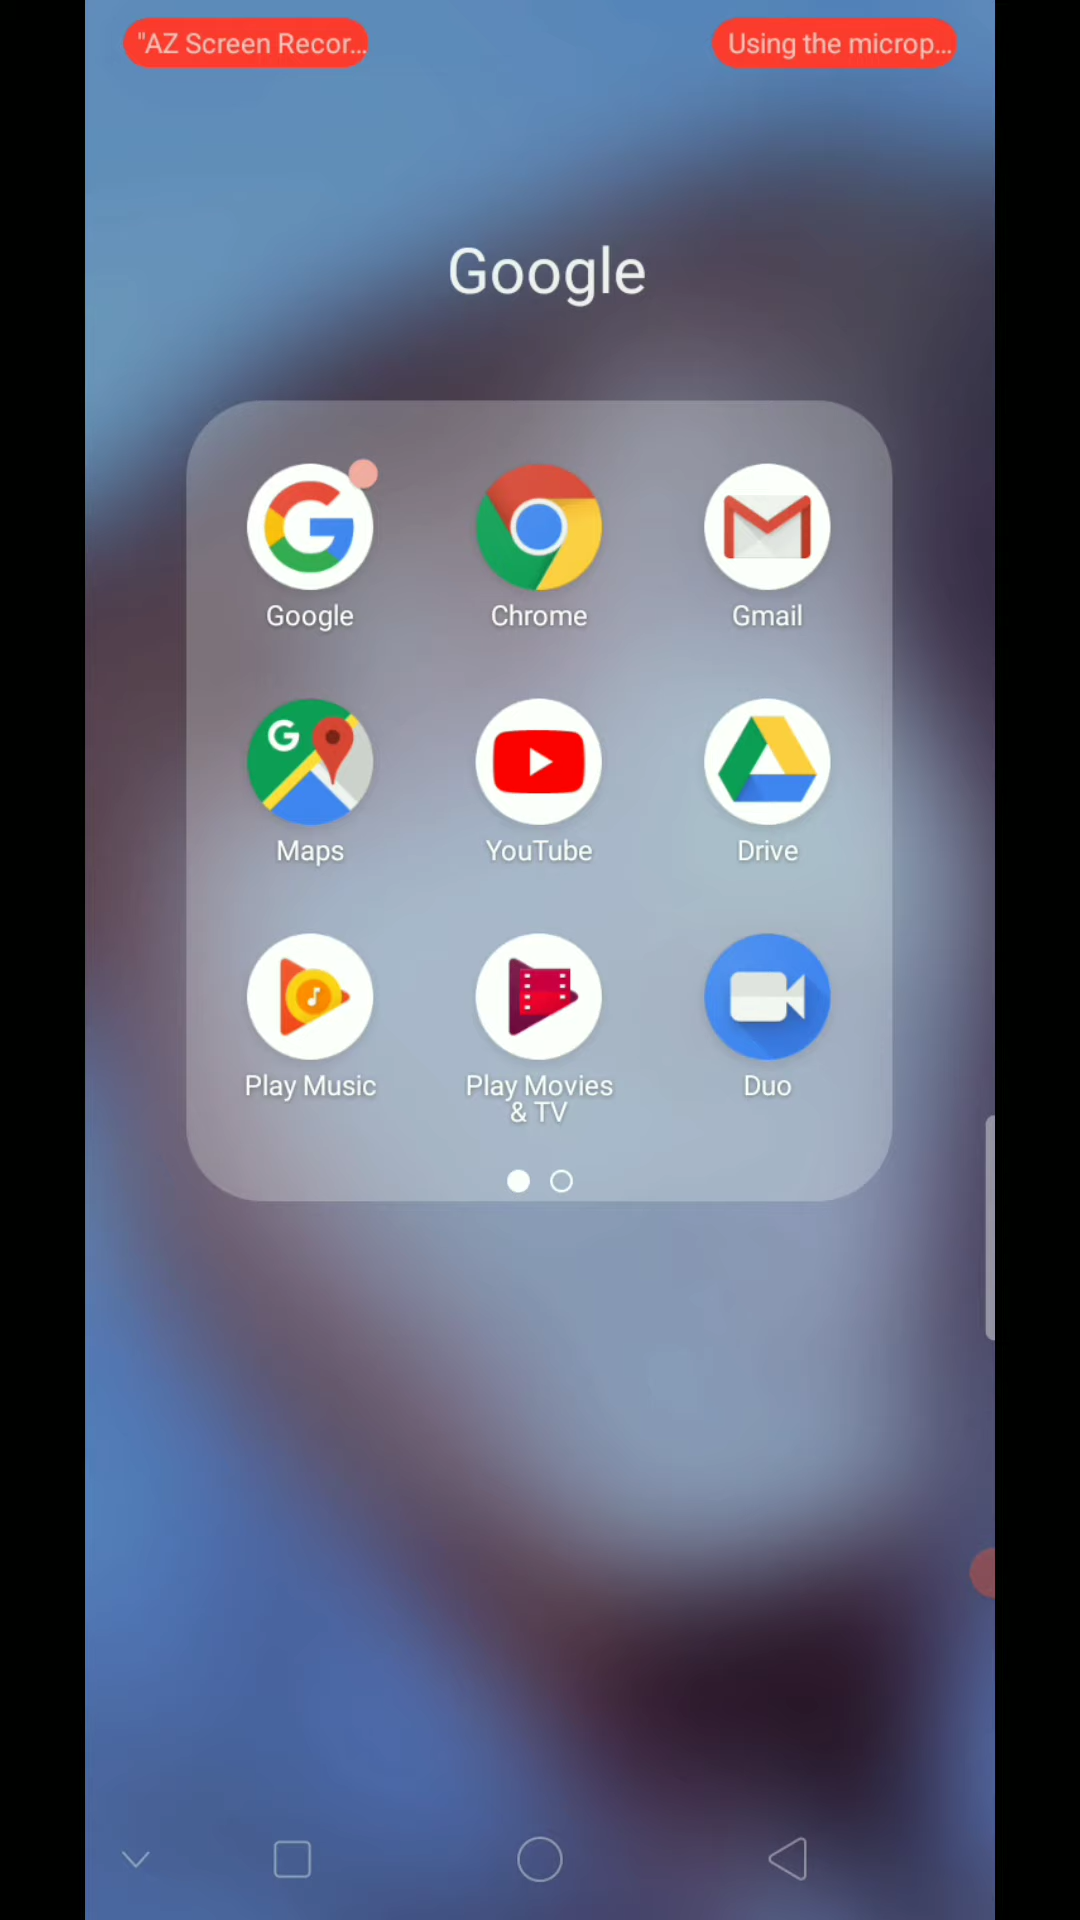 "AZ Screen Recor...
Using the microp...
Google
Google
Chrome
Gmail
G
Maps
YouTube
Drive
Play Music
Play Movies
& TV
Duo